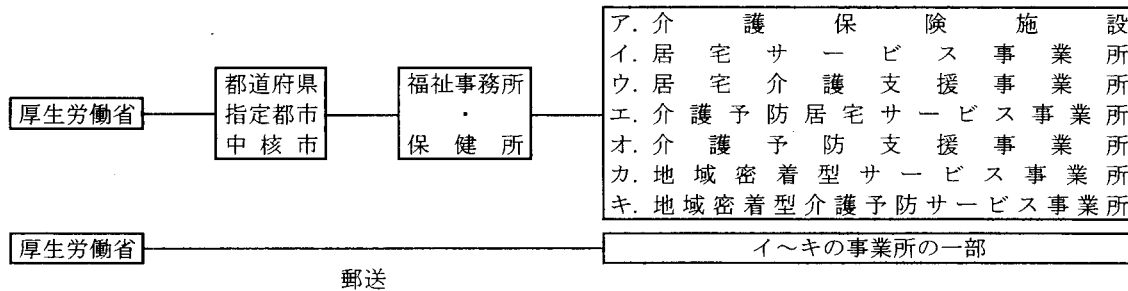 厚生労働省
都道府県
指定都市
中核市
福祉事務所
・
保健所
ア.介護保険施設
イ.居宅サービス事業所
ウ.居宅介護支援事業所
エ.介護予防居宅サービス事業所
オ.介護予防支援事業所
カ.地域密着型サービス事業所
キ.地域密着型介護予防サービス事業所
厚生労働省
郵送
イ～キの事業所の一部